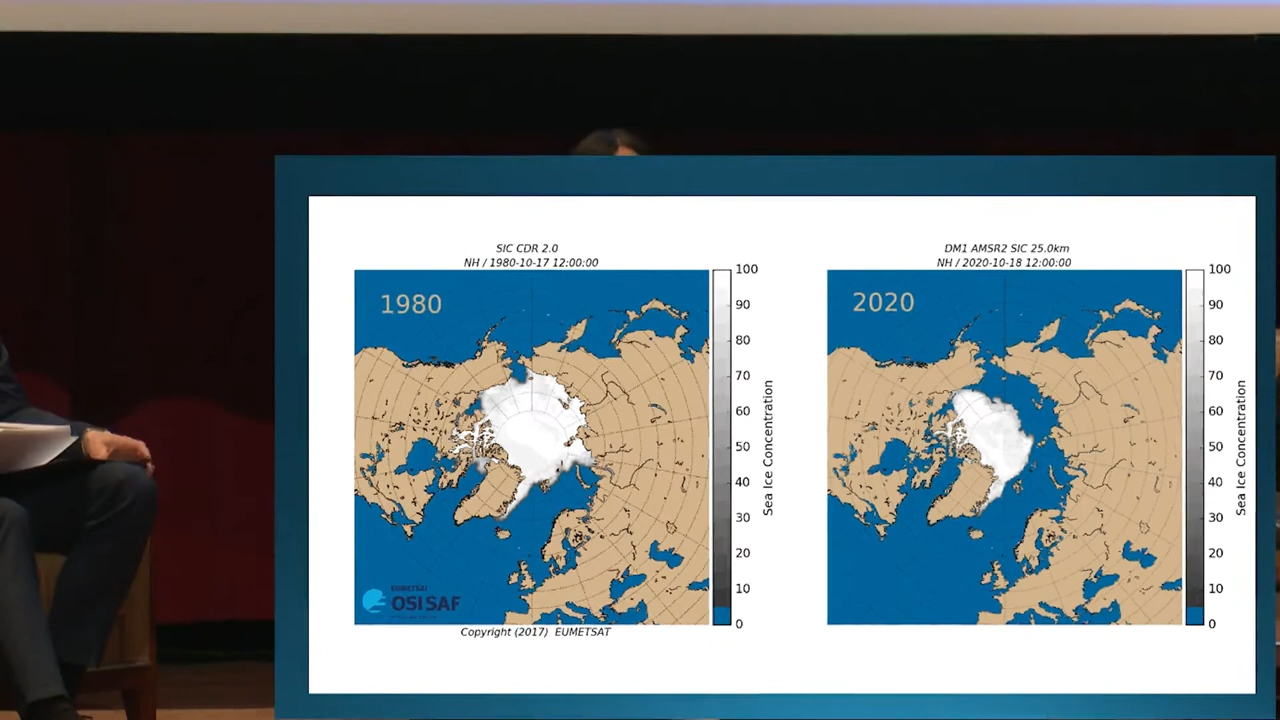 SIC CDR 2.0
NH / 1980-10-17 12:00:00
1980
100
90
80
70
60
50
40
30
20
10
0
Sea Ice Concentration
EUMETSAT
OSI SAF
Copyright (2017) EUMETSAT
DM1 AMSR2 SIC 25.0km
NH / 2020-10-18 12:00:00
2020
100
90
80
70
60
50
40
30
20
10
0
Sea Ice Concentration